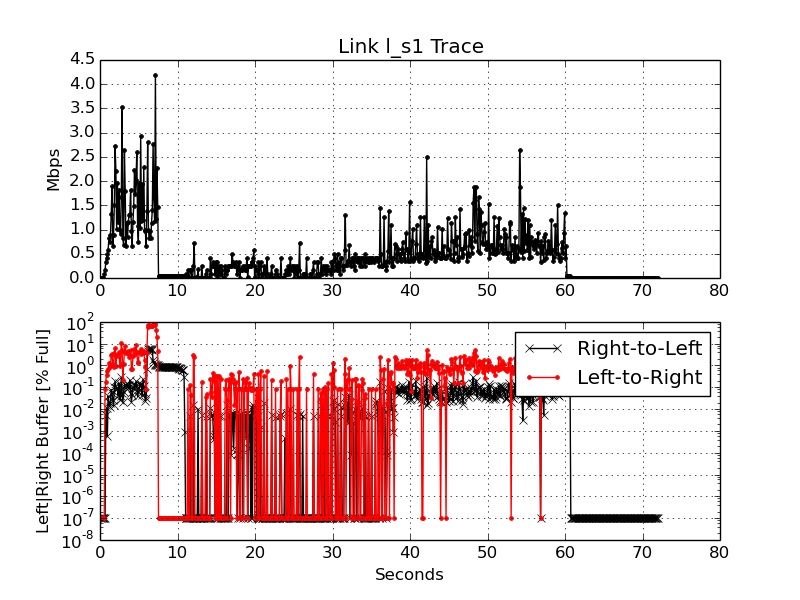 Link l_s1 Trace
Mbps
4.5
4.0
3.5
3.0
2.5
2.0
1.5
1.0
0.5
0.0
0 10 20 30 40 50 60 70 80
Left|Right Buffer [% Full]
10^2
10^1
10^0
10^-1
10^-2
10^-3
10^-4
10^-5
10^-6
10^-7
10^-8
Right-to-Left
Left-to-Right
0 10 20 30 40 50 60 70 80
Seconds